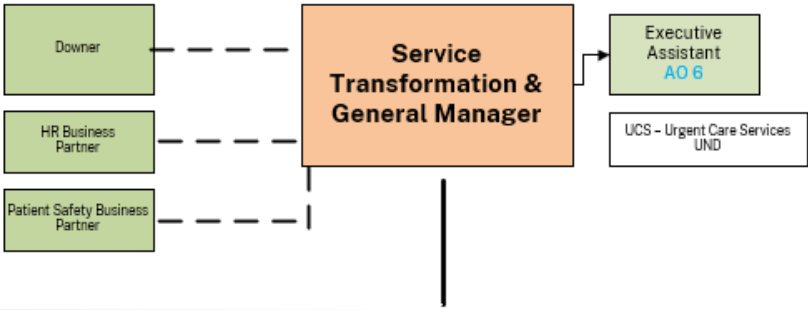 Downer
Service
Transformation &
General Manager
Executive
Assistant
AO 6
HR Business
Partner
UCS – Urgent Care Services
UND
Patient Safety Business
Partner